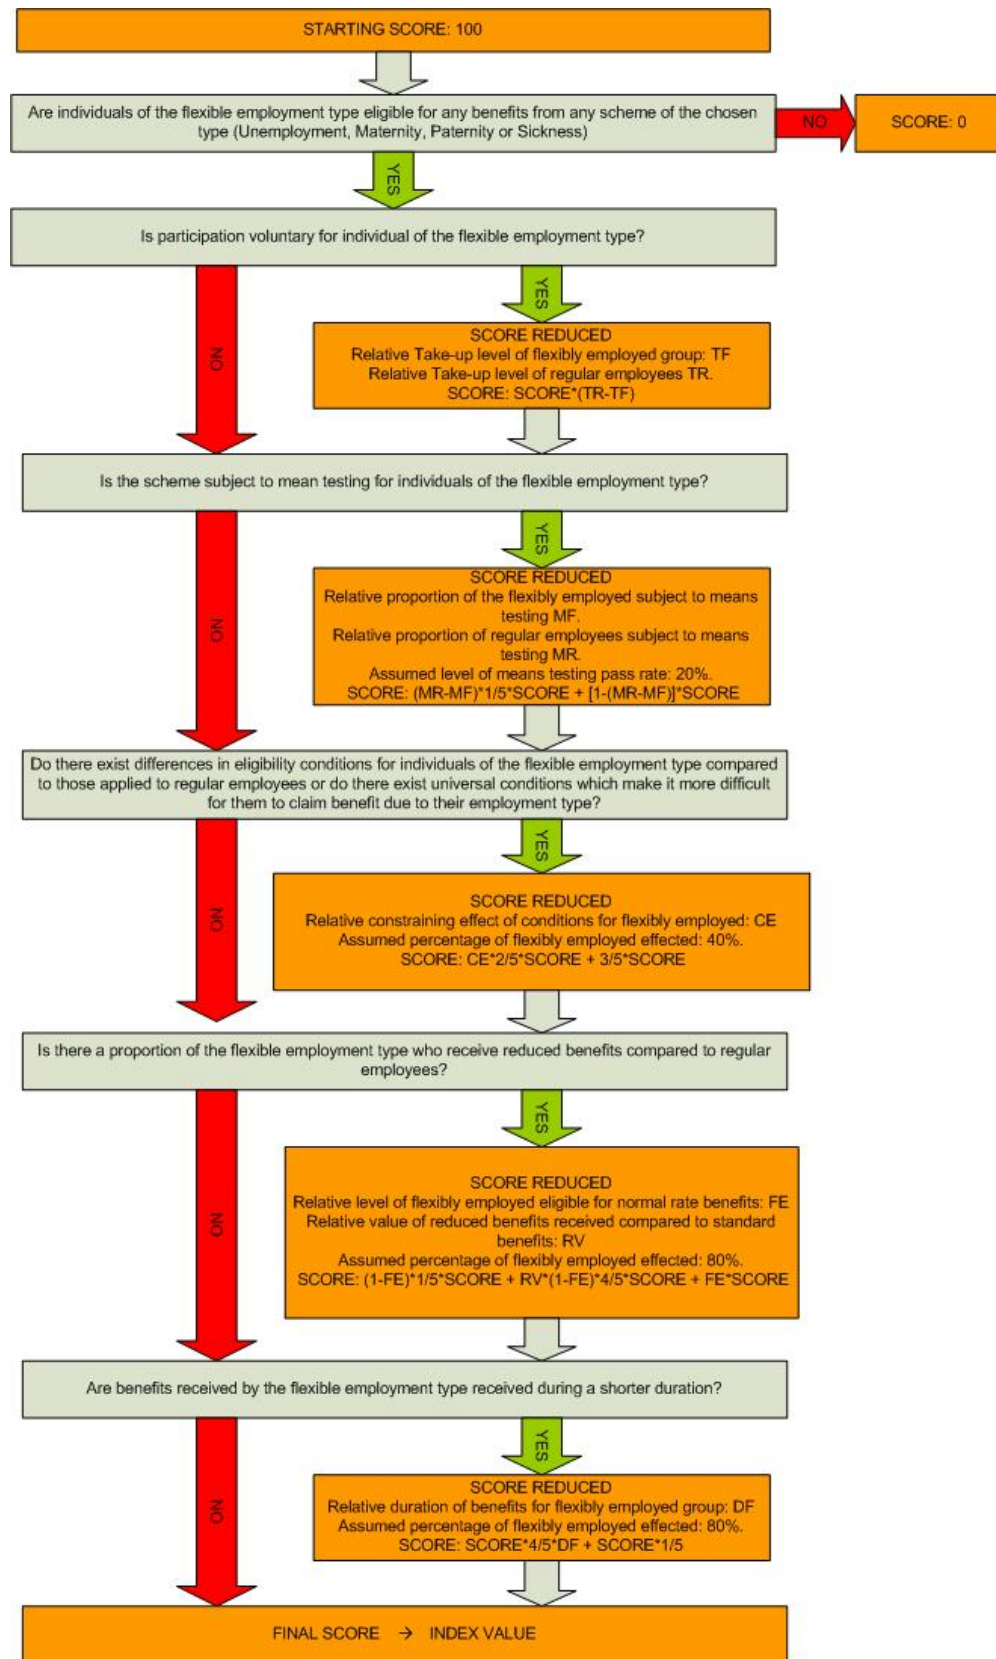 STARTING SCORE: 100
Are individuals of the flexible employment type eligible for any benefits from any scheme of the chosen
type (Unemployment, Maternity, Paternity or Sickness)
NO
SCORE: 0
YES
Is participation voluntary for individual of the flexible employment type?
NO
YES
SCORE REDUCED
Relative Take-up level of flexibly employed group: TF
Relative Take-up level of regular employees TR.
SCORE: SCORE*(TR-TF)
Is the scheme subject to mean testing for individuals of the flexible employment type?
NO
YES
SCORE REDUCED
Relative proportion of the flexibly employed subject to means
testing MF.
Relative proportion of regular employees subject to means
testing MR.
Assumed level of means testing pass rate: 20%.
SCORE: (MR-MF)*1/5*SCORE + [1-(MR-MF)]*SCORE
Do there exist differences in eligibility conditions for individuals of the flexible employment type compared
to those applied to regular employees or do there exist universal conditions which make it more difficult
for them to claim benefit due to their employment type?
NO
YES
SCORE REDUCED
Relative constraining effect of conditions for flexibly employed: CE
Assumed percentage of flexibly employed effected: 40%.
SCORE: CE*2/5*SCORE + 3/5*SCORE
Is there a proportion of the flexible employment type who receive reduced benefits compared to regular
employees?
NO
YES
SCORE REDUCED
Relative level of flexibly employed eligible for normal rate benefits: FE
Relative value of reduced benefits received compared to standard
benefits: RV
Assumed percentage of flexibly employed effected: 80%.
SCORE: (1-FE)*1/5*SCORE + RV*(1-FE)*4/5*SCORE + FE*SCORE
Are benefits received by the flexible employment type received during a shorter duration?
NO
YES
SCORE REDUCED
Relative duration of benefits for flexibly employed group: DF
Assumed percentage of flexibly employed effected: 80%.
SCORE: SCORE*4/5*DF + SCORE*1/5
FINAL SCORE → INDEX VALUE